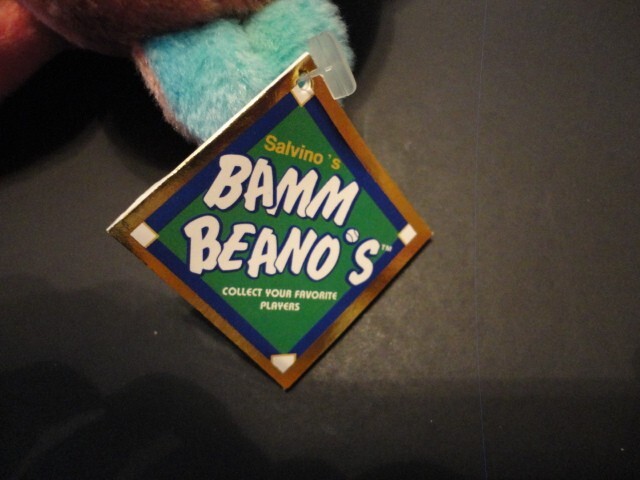 Salvino's
BAMM
BEANO'S™
COLLECT YOUR FAVORITE
PLAYERS